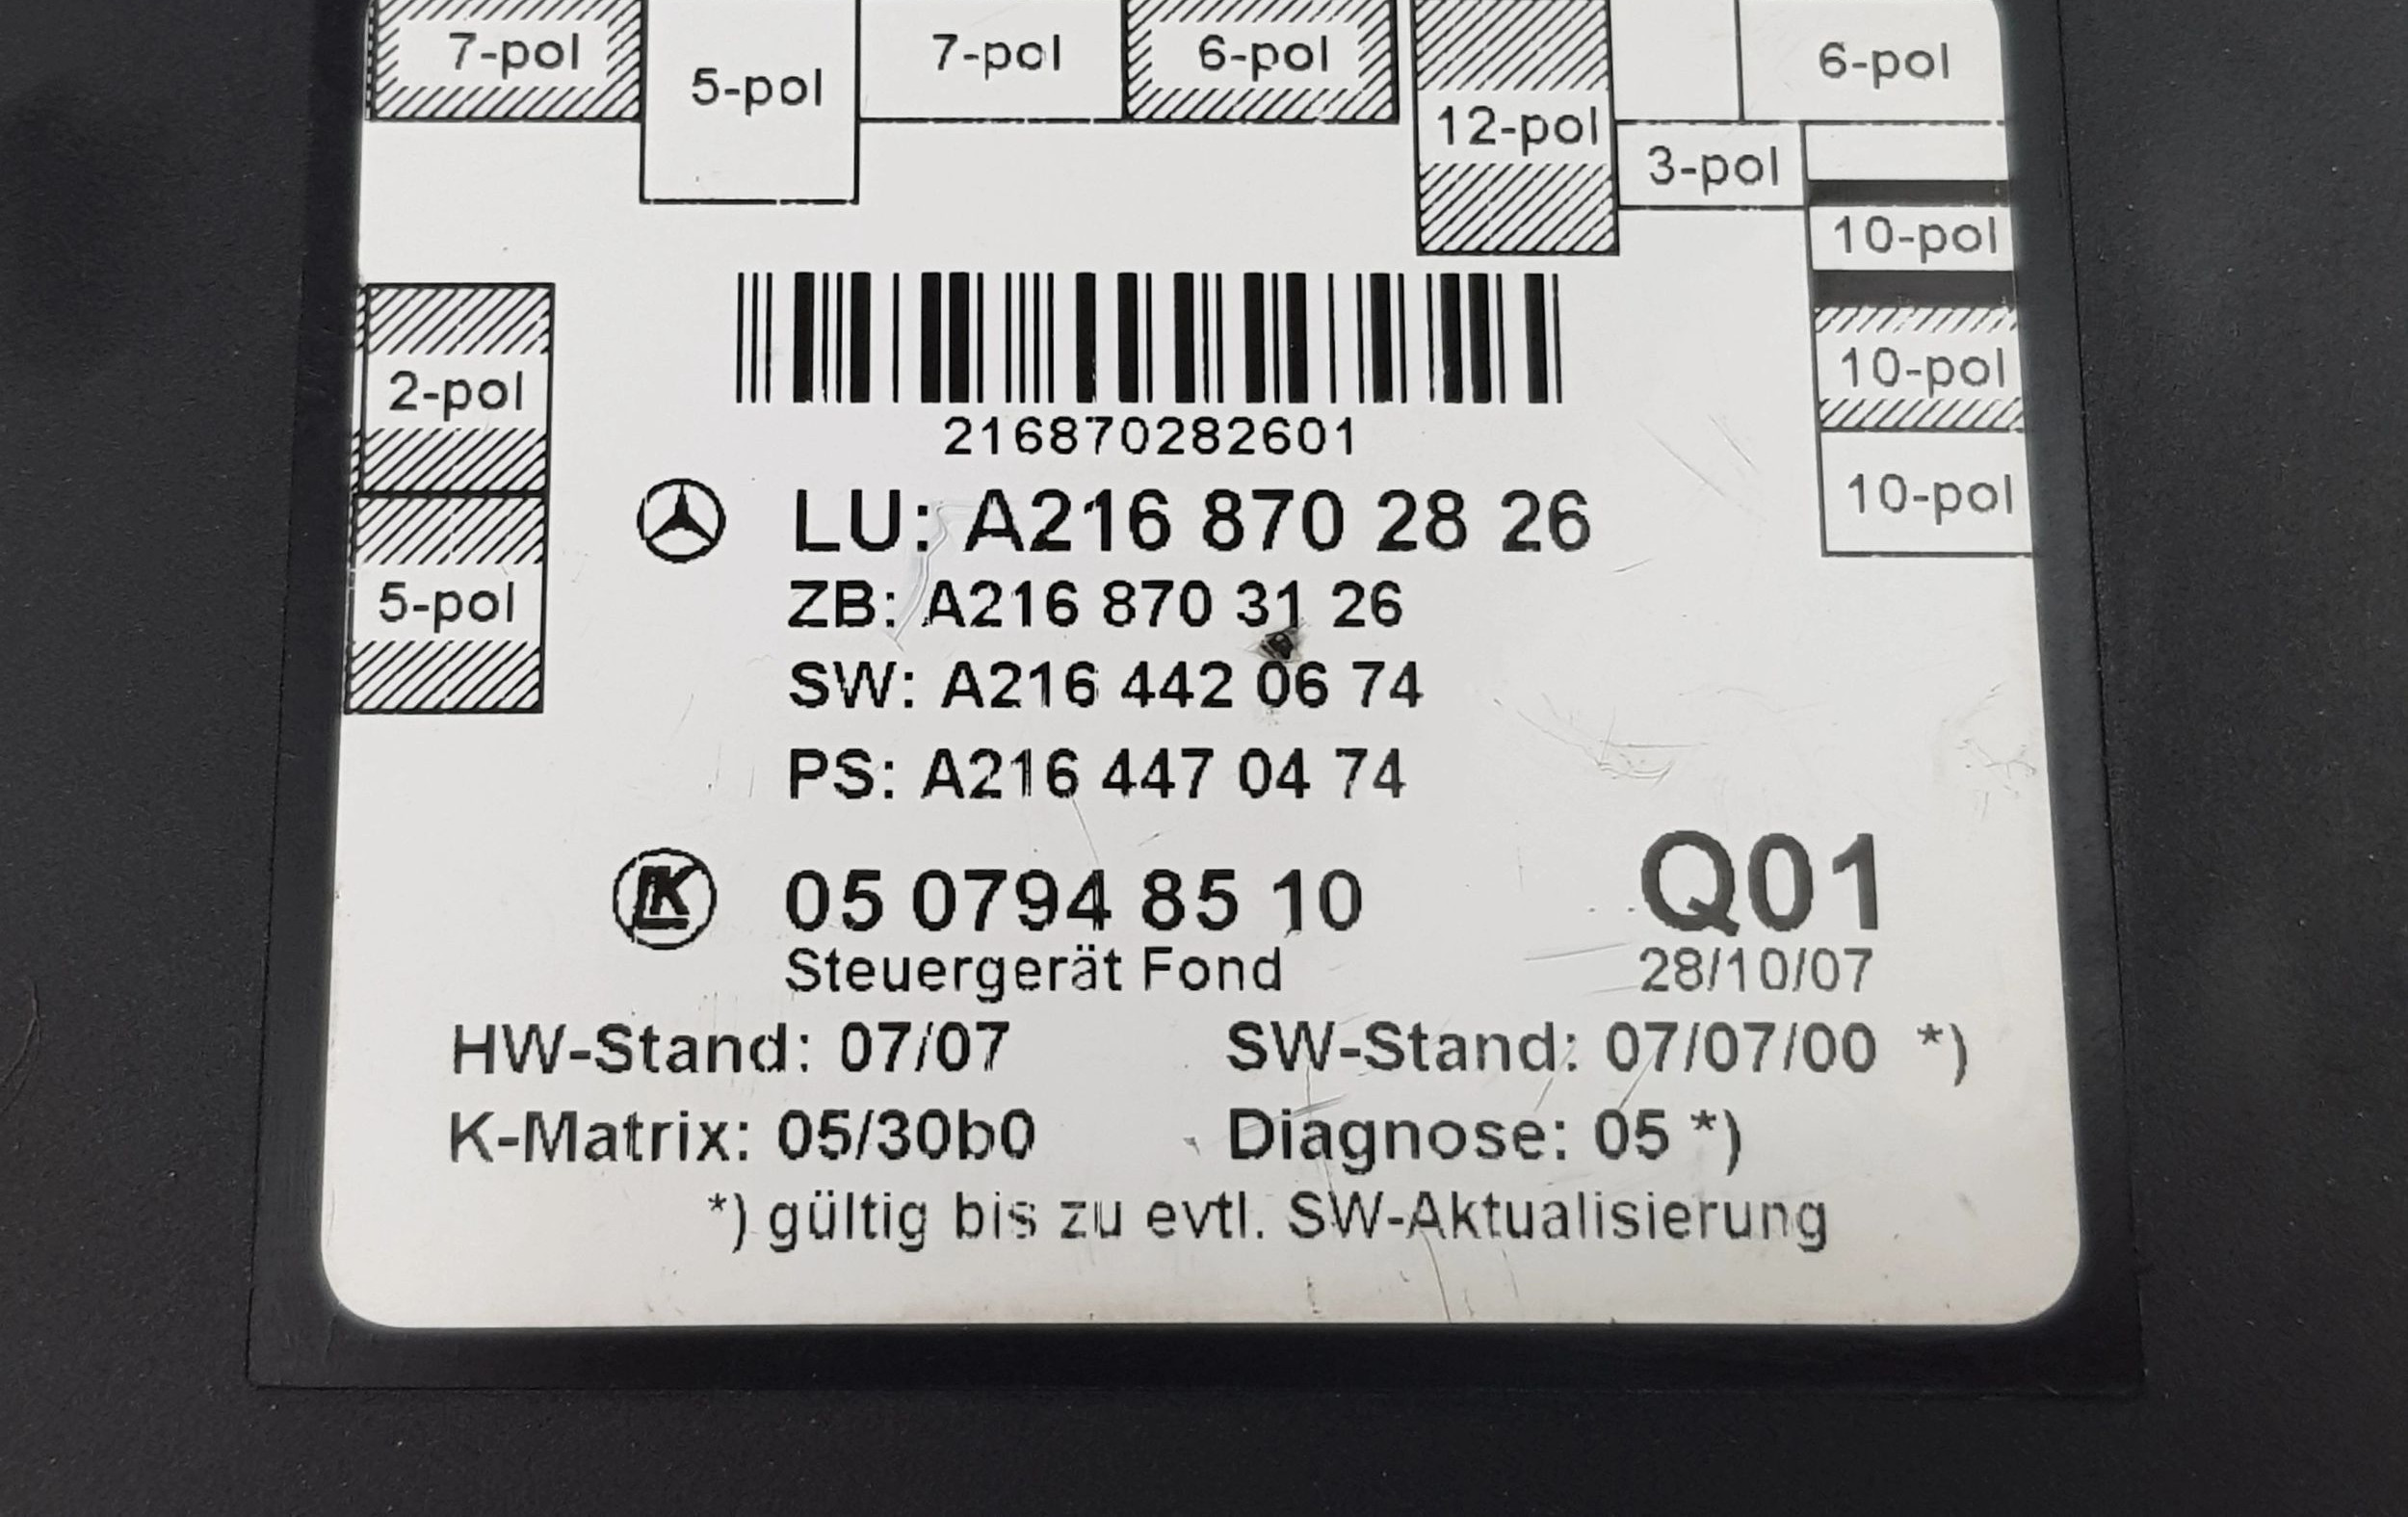 7-pol
5-pol
7-pol
6-pol
12-pol
6-pol
3-pol
10-pol
10-pol
10-pol
2-pol
5-pol
216870282601
LU: A216 870 28 26
ZB: A216 870 31 26
SW: A216 442 06 74
PS: A216 447 04 74
LK 05 0794 85 10 Q01
Steuergerät Fond 28/10/07
HW-Stand: 07/07 SW-Stand: 07/07/00 *)
K-Matrix: 05/30b0 Diagnose: 05 *)
*) gültig bis zu evtl. SW-Aktualisierung